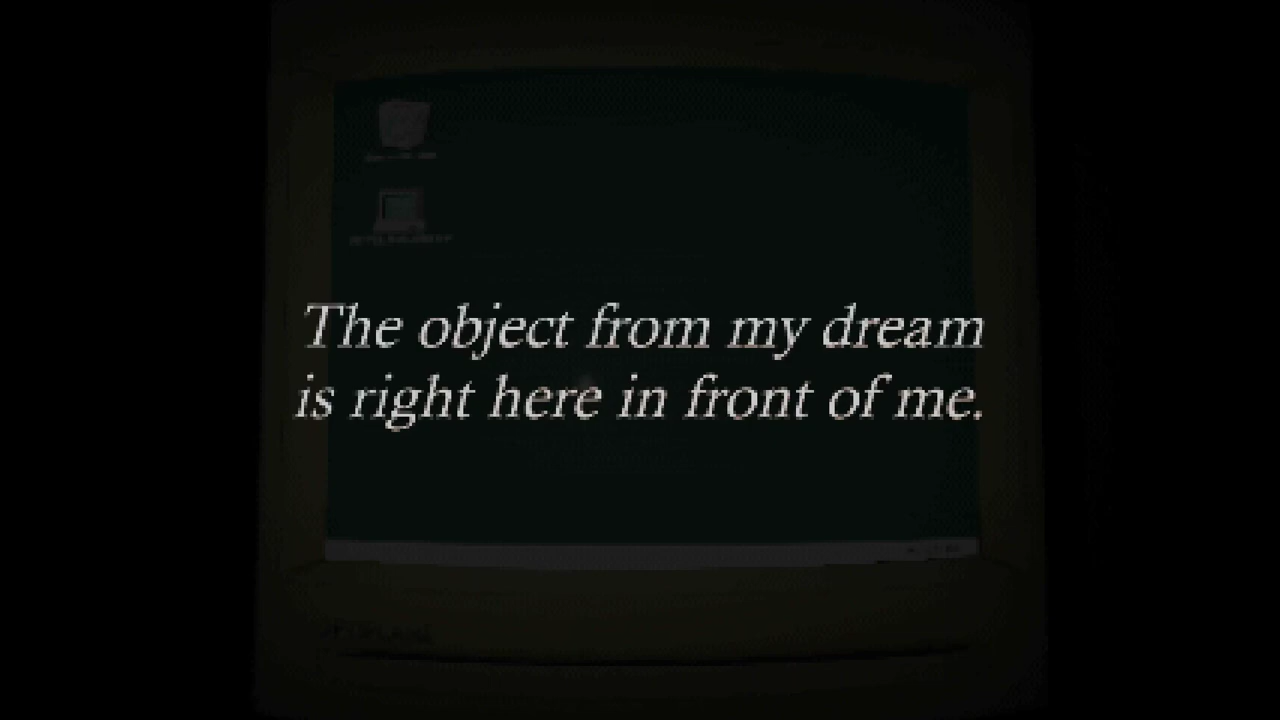 The object from my dream
is right here in front of me.